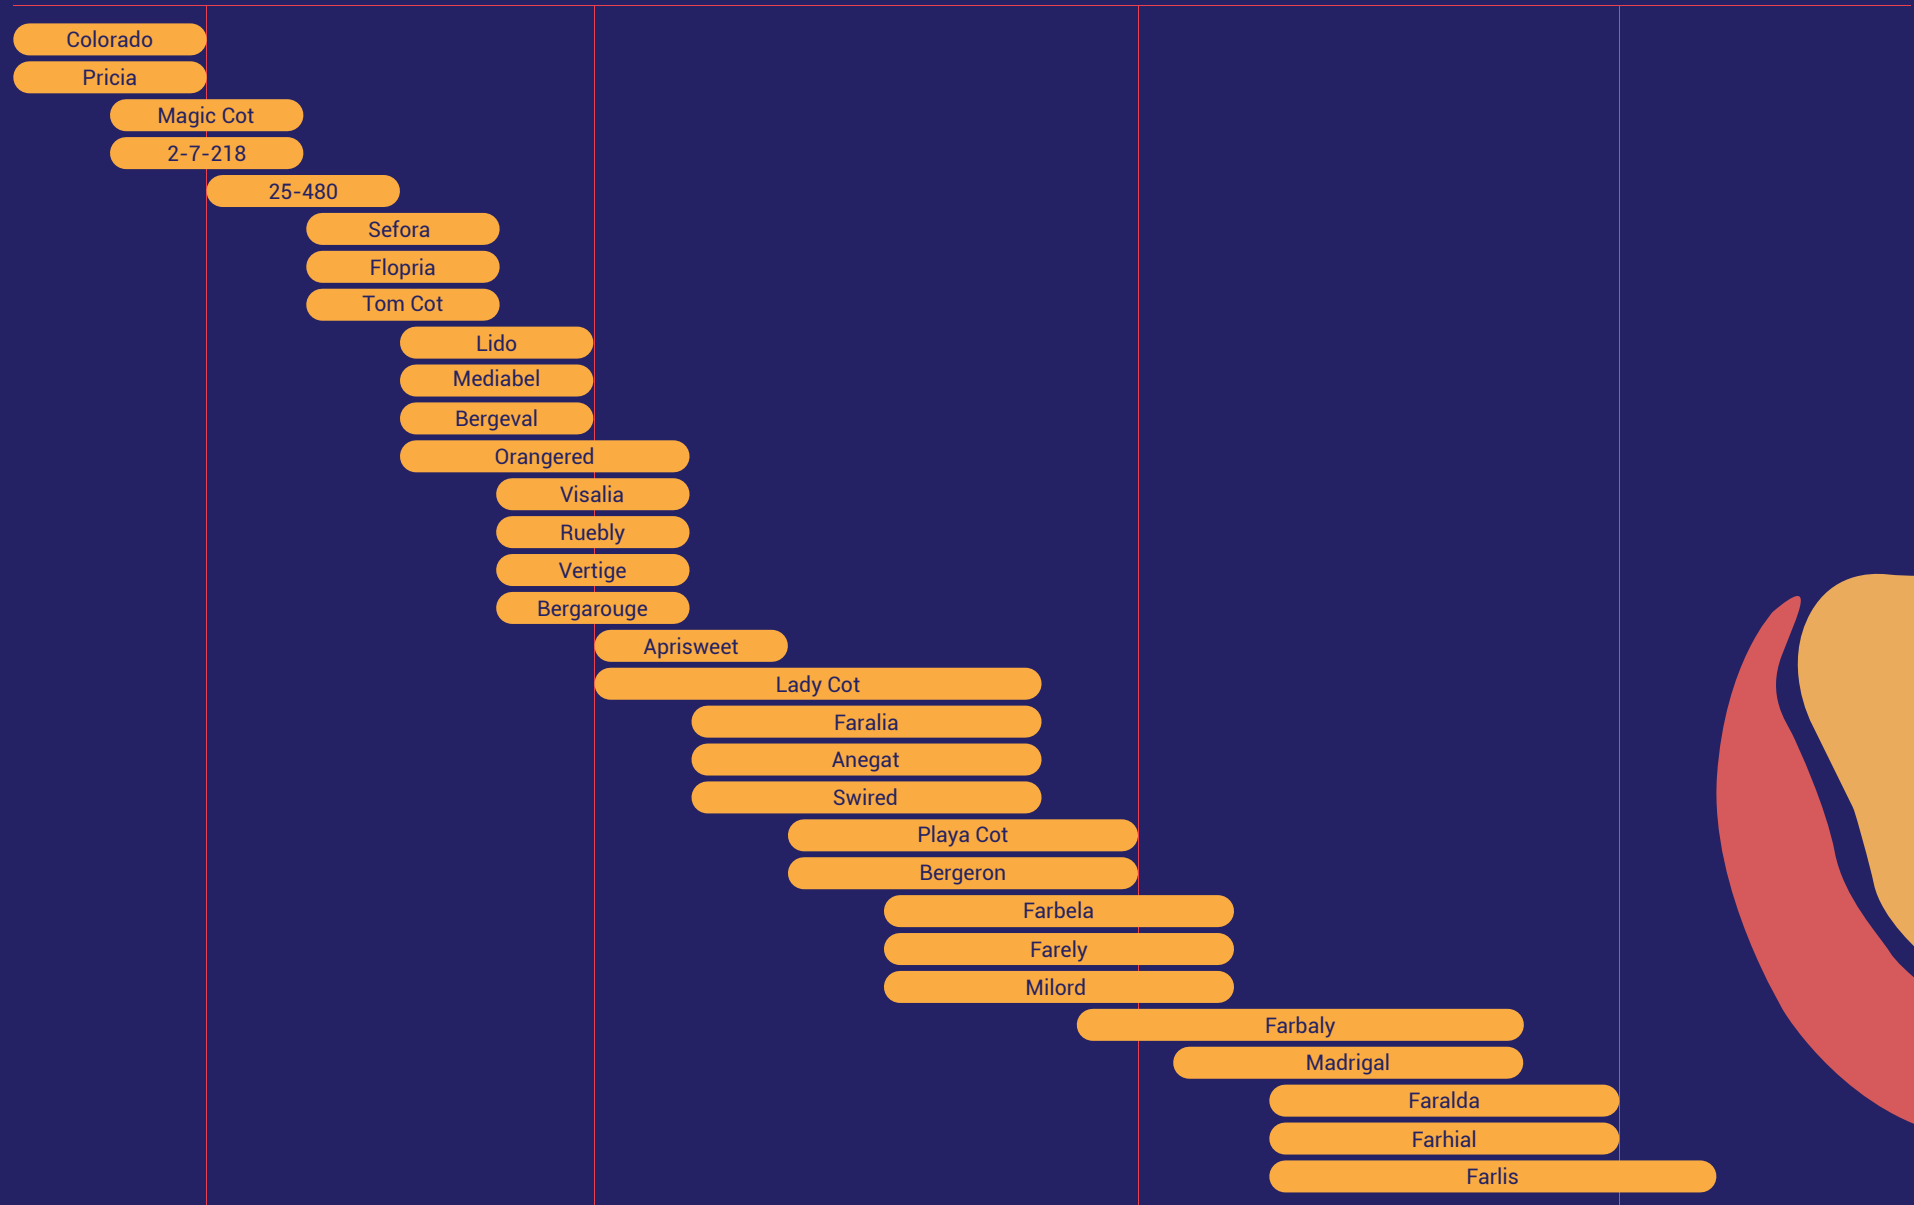 Colorado
Pricia
Magic Cot
2-7-218
25-480
Sefora
Flopria
Tom Cot
Lido
Mediabel
Bergeval
Orangered
Visalia
Ruebly
Vertige
Bergarouge
Aprisweet
Lady Cot
Faralia
Anegat
Swired
Playa Cot
Bergeron
Farbela
Farely
Milord
Farbaly
Madrigal
Faralda
Farhial
Farlis